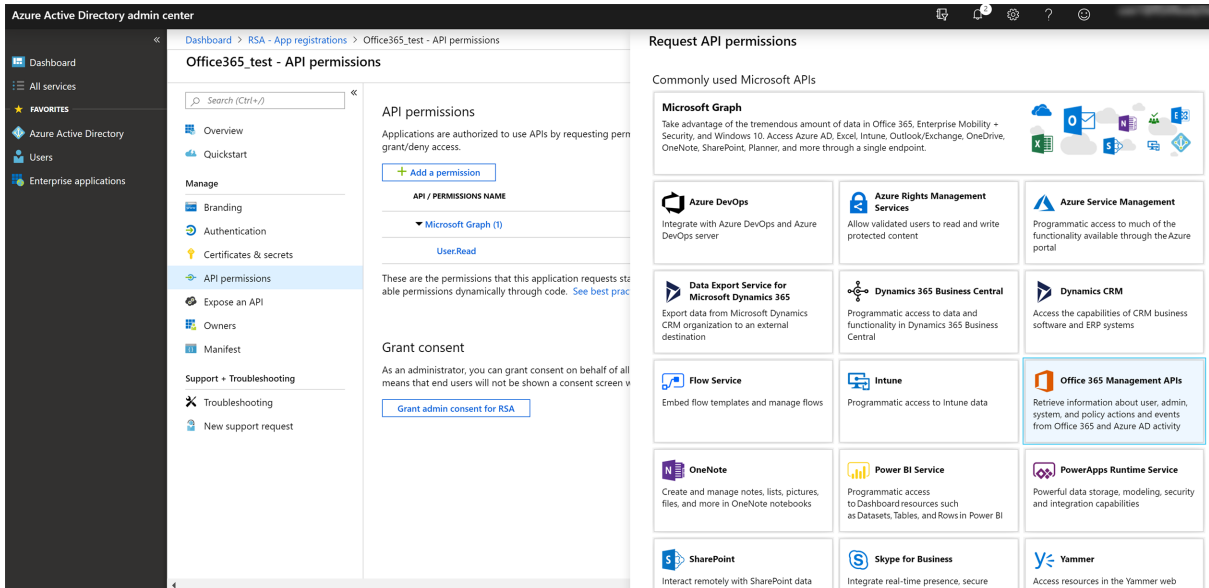 Azure Active Directory admin center
2
?
«
Dashboard
All services
FAVORITES
Azure Active Directory
Users
Enterprise applications
Dashboard > RSA - App registrations > Office365_test - API permissions
Office365_test - API permissions
Search (Ctrl+/)
«
Overview
Quickstart
Manage
Branding
Authentication
Certificates & secrets
API permissions
Expose an API
Owners
Manifest
Support + Troubleshooting
Troubleshooting
New support request
API permissions
Applications are authorized to use APIs by requesting perm
grant/deny access.
+ Add a permission
API / PERMISSIONS NAME
Microsoft Graph (1)
User.Read
These are the permissions that this application requests sta
able permissions dynamically through code. See best prac
Grant consent
As an administrator, you can grant consent on behalf of all
means that end users will not be shown a consent screen w
Grant admin consent for RSA
Request API permissions
Commonly used Microsoft APIs
Microsoft Graph
Take advantage of the tremendous amount of data in Office 365, Enterprise Mobility +
Security, and Windows 10. Access Azure AD, Excel, Intune, Outlook/Exchange, OneDrive,
OneNote, SharePoint, Planner, and more through a single endpoint.
Azure DevOps
Integrate with Azure DevOps and Azure
DevOps server
Azure Rights Management
Services
Allow validated users to read and write
protected content
Azure Service Management
Programmatic access to much of the
functionality available through the Azure
portal
Data Export Service for
Microsoft Dynamics 365
Export data from Microsoft Dynamics
CRM organization to an external
destination
Dynamics 365 Business Central
Programmatic access to data and
functionality in Dynamics 365 Business
Central
Dynamics CRM
Access the capabilities of CRM business
software and ERP systems
Flow Service
Embed flow templates and manage flows
Intune
Programmatic access to Intune data
Office 365 Management APIs
Retrieve information about user, admin,
system, and policy actions and events
from Office 365 and Azure AD activity
OneNote
Create and manage notes, lists, pictures,
files, and more in OneNote notebooks
Power BI Service
Programmatic access
to Dashboard resources such
as Datasets, Tables, and Rows in Power BI
PowerApps Runtime Service
Powerful data storage, modeling, security
and integration capabilities
SharePoint
Interact remotely with SharePoint data
Skype for Business
Integrate real-time presence, secure
Yammer
Access resources in the Yammer web